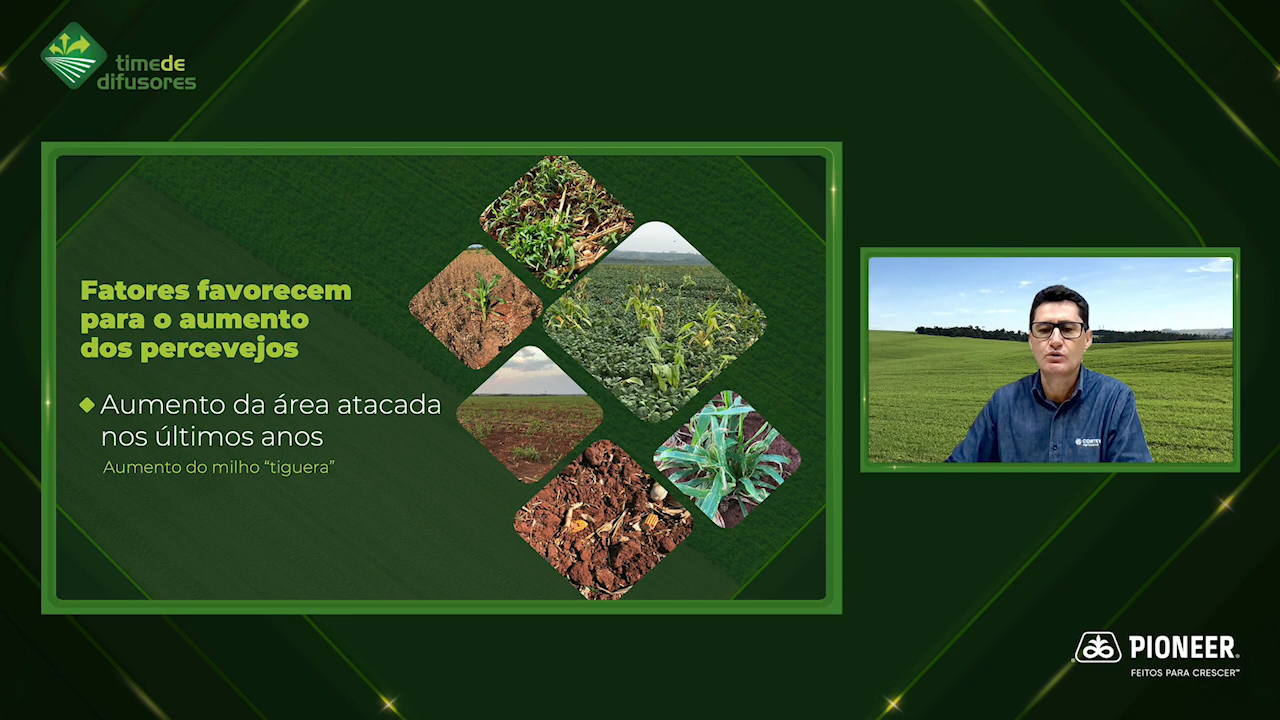 timede
difusores
Fatores favorecem
para o aumento
dos percevejos
Aumento da área atacada
nos últimos anos
Aumento do milho “tiguera”
PIONEER
FEITOS PARA CRESCER™